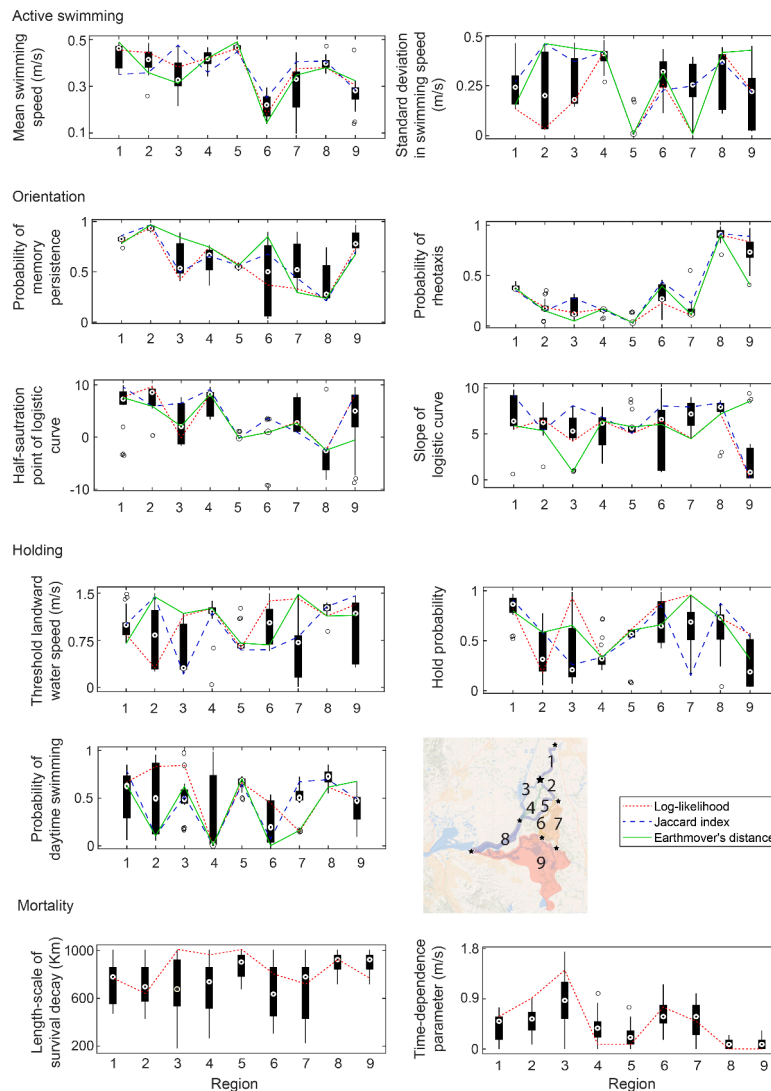 Active swimming
Mean swimming
speed (m/s)
0.5
0.3
0.1
1 2 3 4 5 6 7 8 9
Standard deviation
in swimming speed
(m/s)
0.5
0.25
0
1 2 3 4 5 6 7 8 9
Orientation
Probability of
memory
persistence
1
0.5
0
1 2 3 4 5 6 7 8 9
Probability of
rheotaxis
1
0.5
0
1 2 3 4 5 6 7 8 9
Half-sautration
point of logistic
curve
10
0
-10
1 2 3 4 5 6 7 8 9
Slope of
logistic curve
10
5
0
1 2 3 4 5 6 7 8 9
Holding
Threshold landward
water speed (m/s)
1.5
0.75
0
1 2 3 4 5 6 7 8 9
Hold probability
1
0.5
0
1 2 3 4 5 6 7 8 9
Probability of
daytime swimming
1
0.5
0
1 2 3 4 5 6 7 8 9
1
2
3
4
5
6
7
8
9
Log-likelihood
Jaccard index
Earthmover's distance
Mortality
Length-scale of
survival decay (Km)
1000
600
200
1 2 3 4 5 6 7 8 9
Region
Time-dependence
parameter (m/s)
1.8
0.9
0
1 2 3 4 5 6 7 8 9
Region